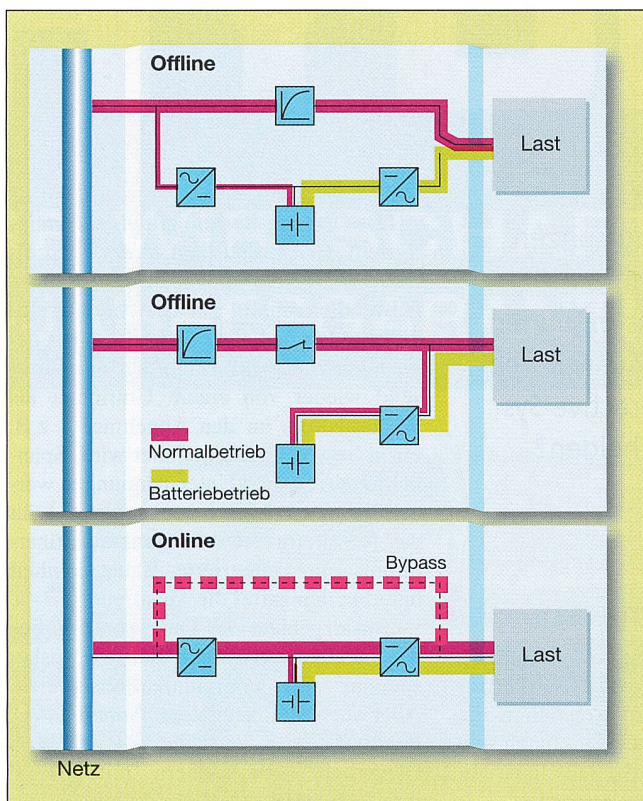 Offline
Last
Offline
Last
Normalbetrieb
Batteriebetrieb
Online
Bypass
Last
Netz